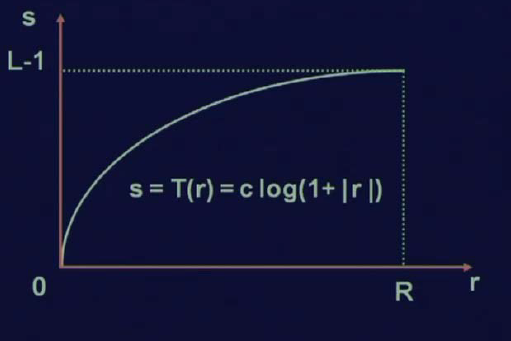 s
L-1
s = T(r) = c log(1+ |r |)
0
R
r